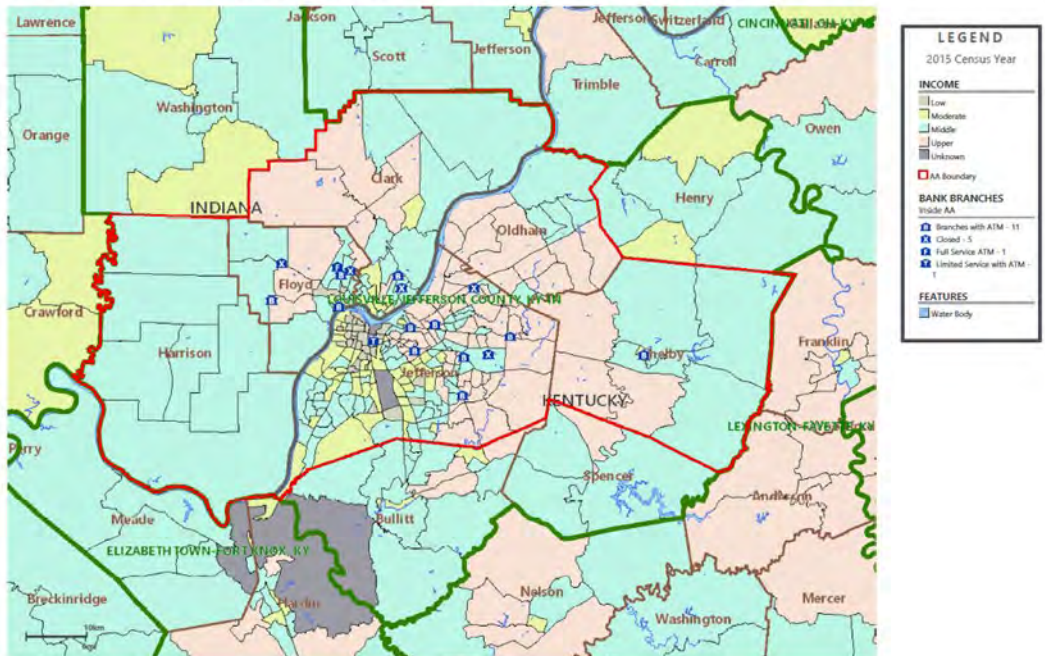 Lawrence
Jackson
Jefferson
Switzerland
CINCINNATI, OH-KY-IN
Scott
Jefferson
Carroll
Trimble
Washington
Orange
Owen
Clark
Henry
INDIANA
Oldham
Floyd
LOUISVILLE/JEFFERSON COUNTY, KY-IN
Crawford
Harrison
Shelby
Franklin
Jefferson
KENTUCKY
LEXINGTON-FAYETTE, KY
Perry
Spencer
Anderson
Meade
Bullitt
ELIZABETHTOWN-FORT KNOX, KY
Breckinridge
Hardin
Nelson
Washington
Mercer
10km
LEGEND
2015 Census Year
INCOME
Low
Moderate
Middle
Upper
Unknown
AA Boundary
BANK BRANCHES
Inside AA
Branches with ATM - 11
Closed - 5
Full Service ATM - 1
Limited Service with ATM -
1
FEATURES
Water Body